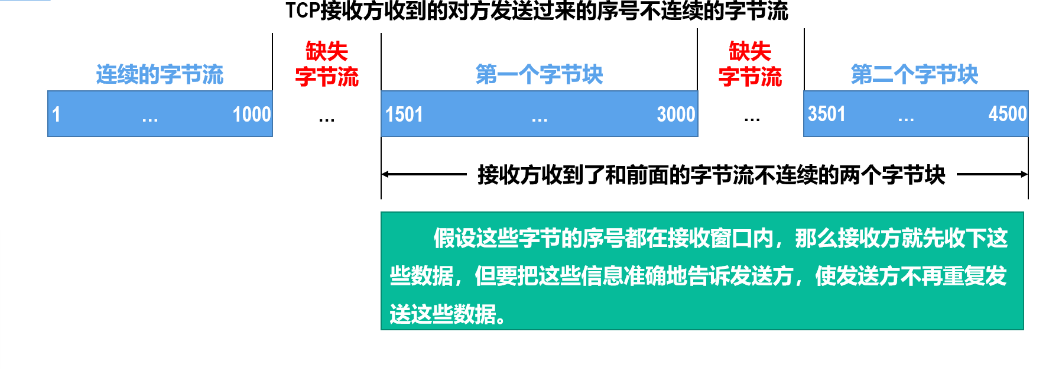 TCP接收方收到的对方发送过来的序号不连续的字节流
连续的字节流
缺失
字节流
第一个字节块
缺失
字节流
第二个字节块
1 … 1000 … 1501 … 3000 … 3501 … 4500
接收方收到了和前面的字节流不连续的两个字节块
假设这些字节的序号都在接收窗口内，那么接收方就先收下这
些数据，但要把这些信息准确地告诉发送方，使发送方不再重复发
送这些数据。